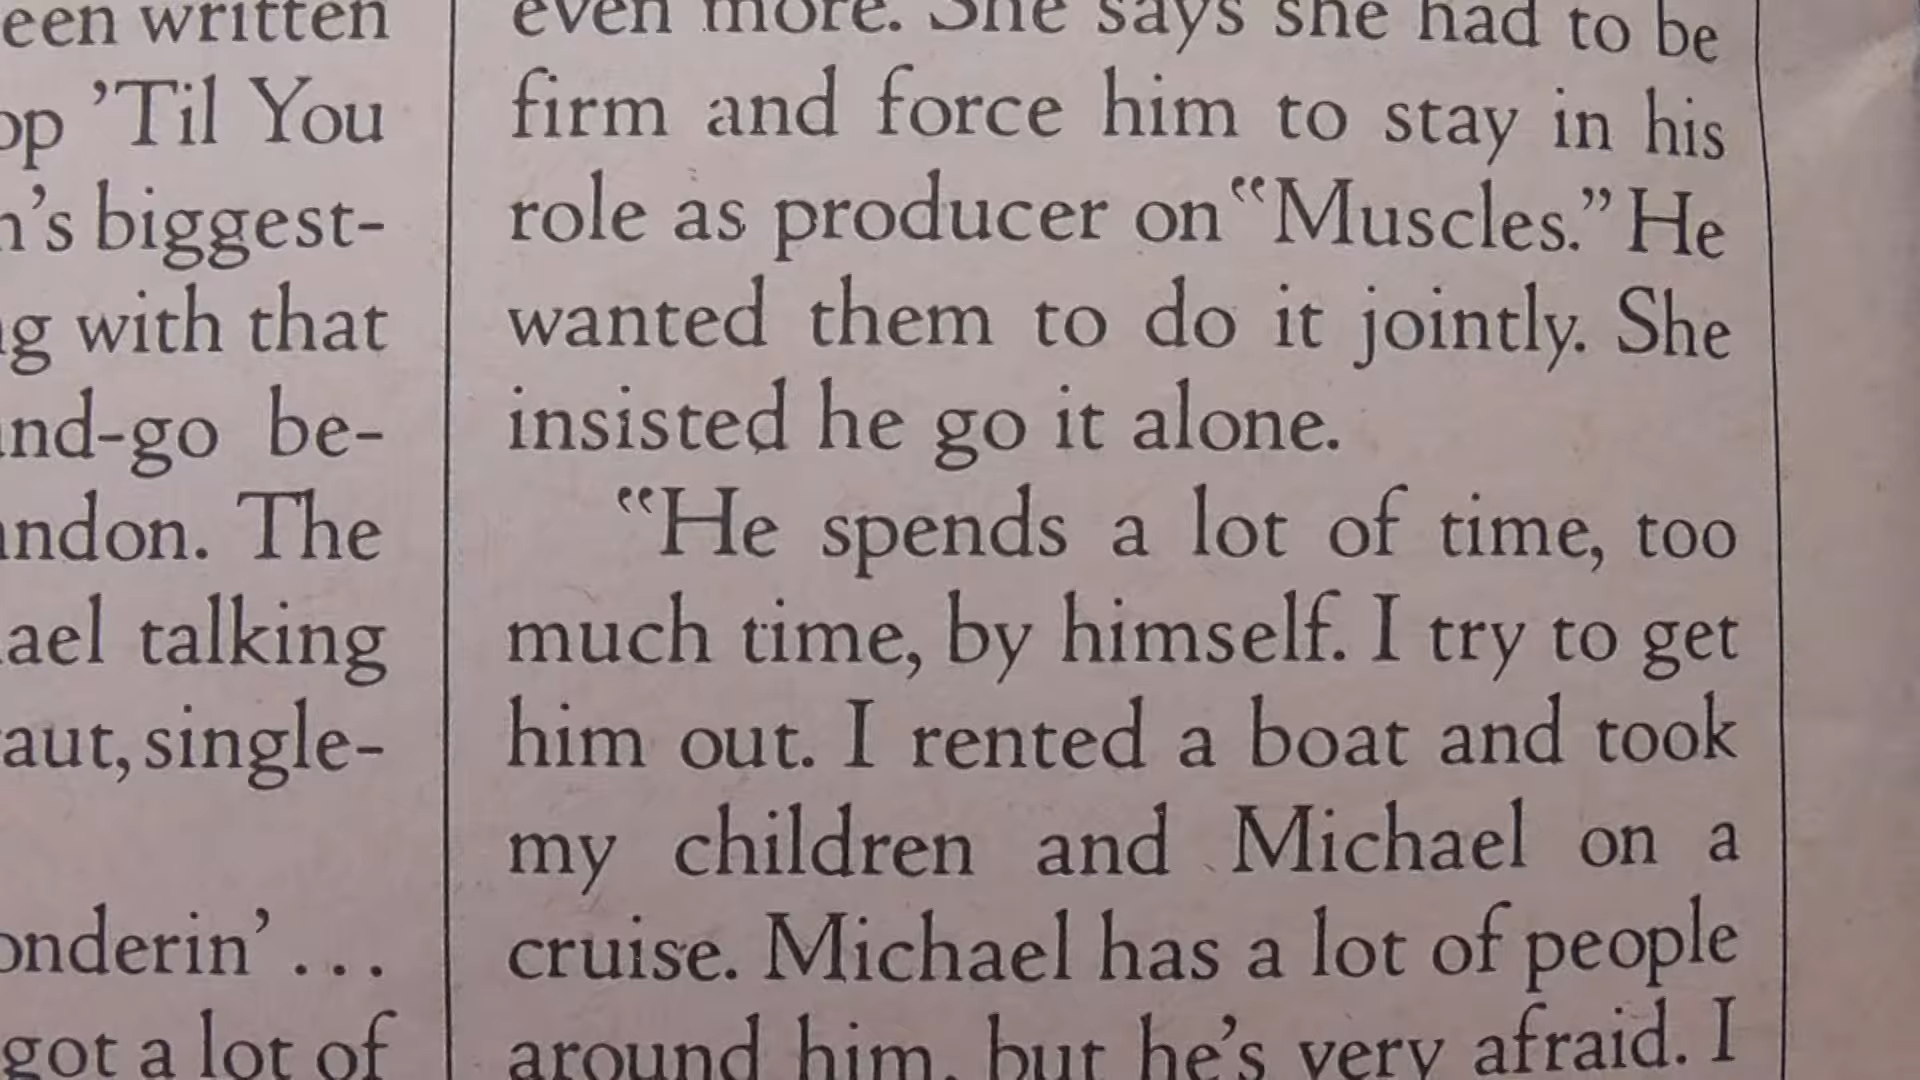 een written
op ’Til You
’s biggest-
g with that
nd-go be-
ndon. The
ael talking
aut, single-
onderin’ . . .
got a lot of
even more. She says she had to be
firm and force him to stay in his
role as producer on “Muscles.” He
wanted them to do it jointly. She
insisted he go it alone.
“He spends a lot of time, too
much time, by himself. I try to get
him out. I rented a boat and took
my children and Michael on a
cruise. Michael has a lot of people
around him, but he’s very afraid. I